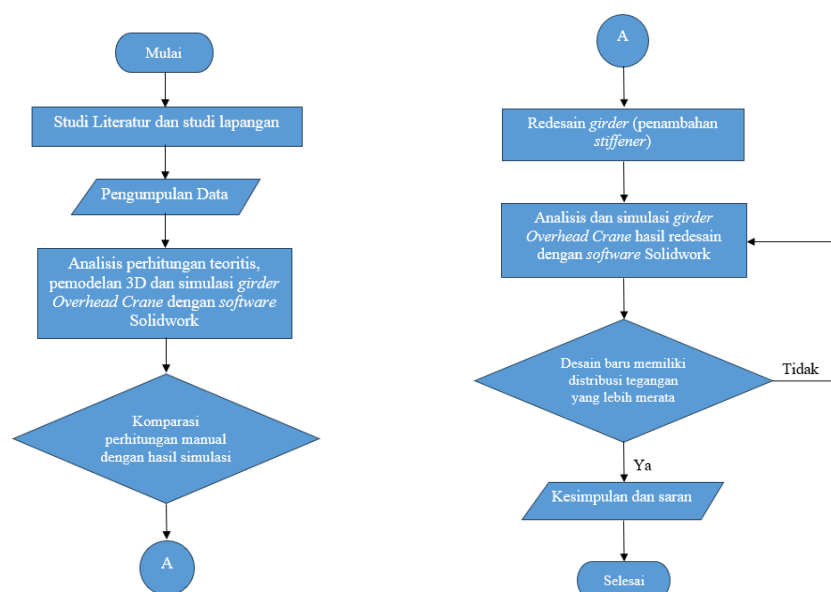 Mulai
Studi Literatur dan studi lapangan
Pengumpulan Data
Analisis perhitungan teoritis,
pemodelan 3D dan simulasi girder
Overhead Crane dengan software
Solidwork
Komparasi
perhitungan manual
dengan hasil simulasi
A
A
Redesain girder (penambahan
stiffener)
Analisis dan simulasi girder
Overhead Crane hasil redesain
dengan software Solidwork
Desain baru memiliki
distribusi tegangan
yang lebih merata
Tidak
Ya
Kesimpulan dan saran
Selesai